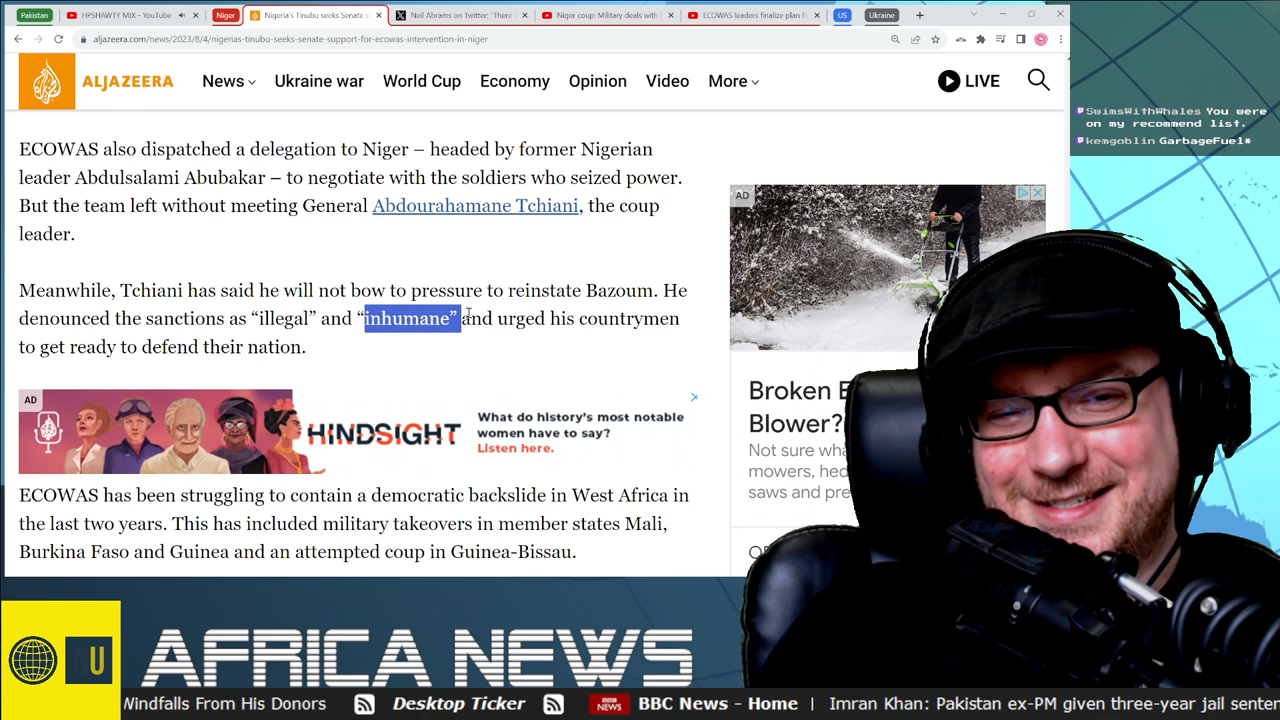 Pakistan
HPSHAWTY MIX - YouTube
Niger
Nigeria's Tinubu seeks Senate s
Neil Abrams on Twitter: "There
Niger coup: Military deals with
ECOWAS leaders finalize plan f
US
Ukraine
aljazeera.com/news/2023/8/4/nigerias-tinubu-seeks-senate-support-for-ecowas-intervention-in-niger
ALJAZEERA
News
Ukraine war
World Cup
Economy
Opinion
Video
More
LIVE
SwimsWithWhales You were
on my recommend list.
kemgoblin GarbageFuel*
ECOWAS also dispatched a delegation to Niger – headed by former Nigerian
leader Abdulsalami Abubakar – to negotiate with the soldiers who seized power.
But the team left without meeting General Abdourahamane Tchiani, the coup
leader.
Meanwhile, Tchiani has said he will not bow to pressure to reinstate Bazoum. He
denounced the sanctions as “illegal” and “inhumane” and urged his countrymen
to get ready to defend their nation.
AD
HINDSIGHT
What do history's most notable
women have to say?
Listen here.
ECOWAS has been struggling to contain a democratic backslide in West Africa in
the last two years. This has included military takeovers in member states Mali,
Burkina Faso and Guinea and an attempted coup in Guinea-Bissau.
AD
Broken
Blower?
Not sure
mowers,
saws and
U
AFRICA NEWS
Windfalls From His Donors
Desktop Ticker
BBC NEWS
BBC News - Home
Imran Khan: Pakistan ex-PM given three-year jail